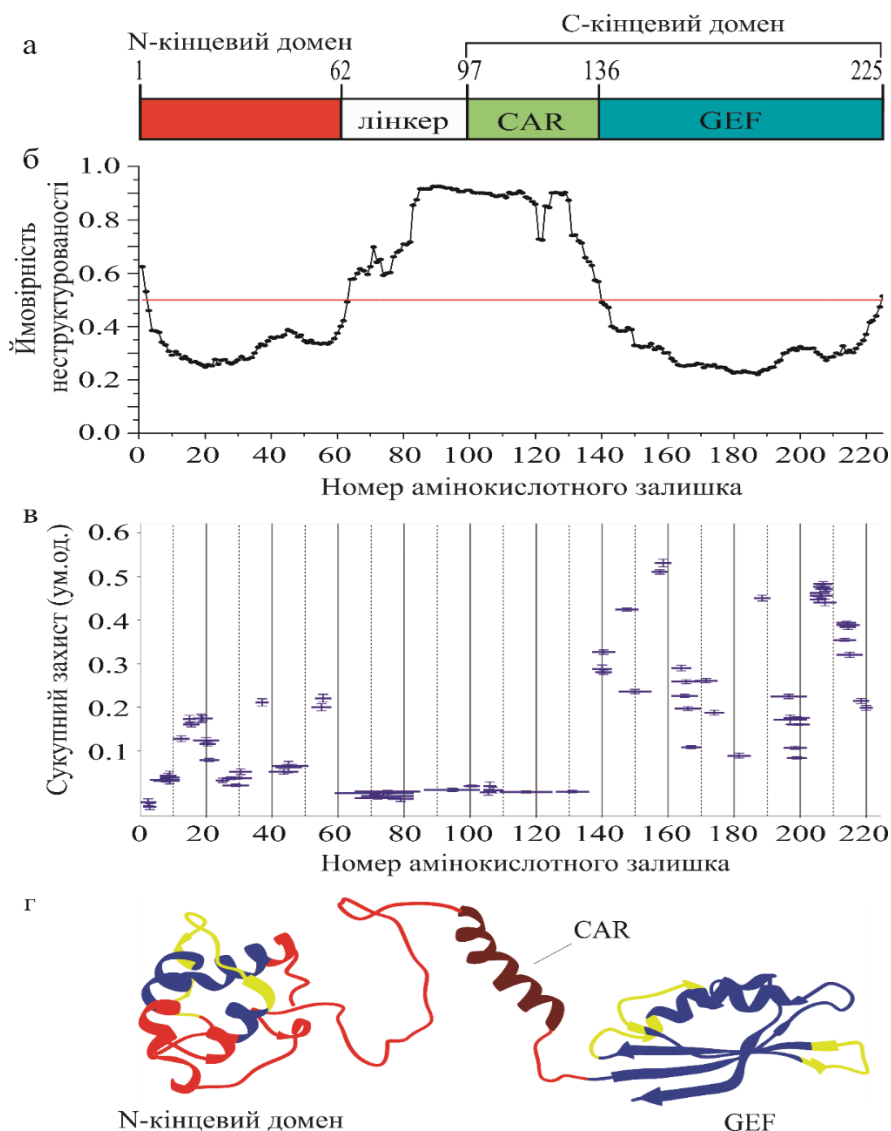 а
N-кінцевий домен
С-кінцевий домен
1 62 97 136 225
лінкер CAR GEF
б
Ймовірність
неструктурованості
1.0
0.8
0.6
0.4
0.2
0.0
0 20 40 60 80 100 120 140 160 180 200 220
Номер амінокислотного залишка
в
Сукупний захист (ум.од.)
0.6
0.5
0.4
0.3
0.2
0.1
0 20 40 60 80 100 120 140 160 180 200 220
Номер амінокислотного залишка
г
CAR
N-кінцевий домен
GEF